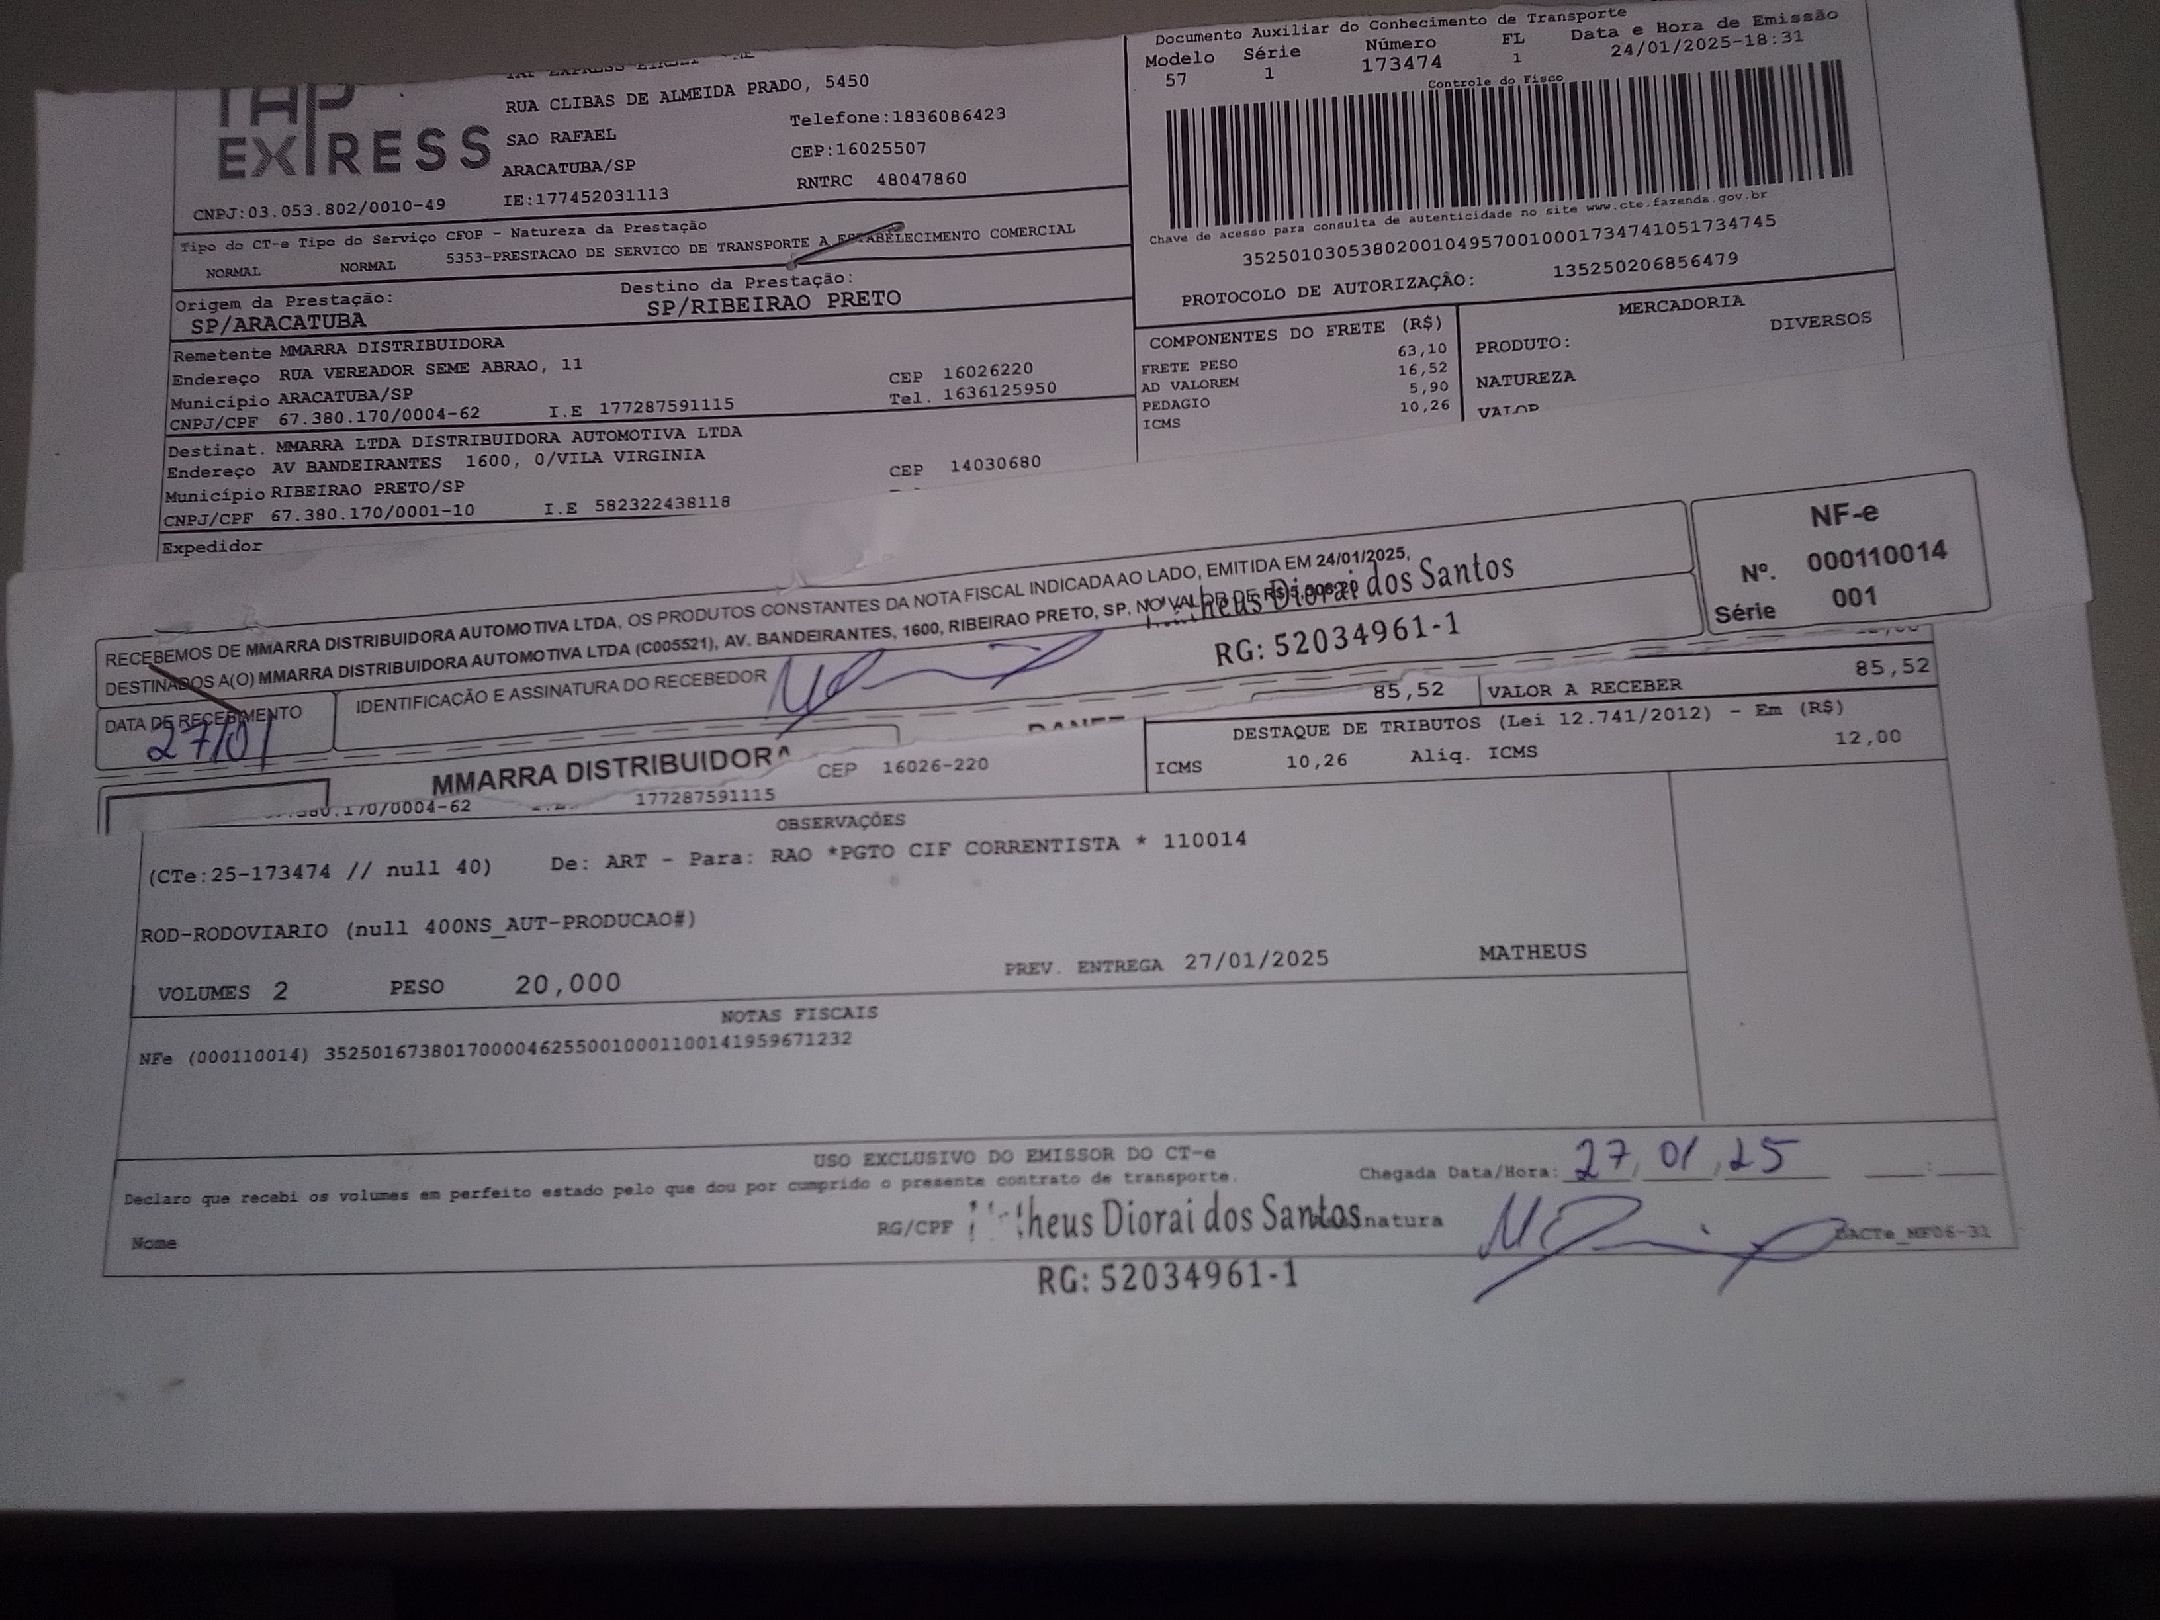 TAP
EXPRESS
RUA CLIBAS DE ALMEIDA PRADO, 5450
SAO RAFAEL
Telefone:1836086423
ARACATUBA/SP
CEP:16025507
CNPJ:03.053.802/0010-49
IE:177452031113
RNTRC 48047860
Documento Auxiliar do Conhecimento de Transporte
Modelo Série Número FL Data e Hora de Emissão
57 1 173474 1 24/01/2025-18:31
Controle do Fisco
Chave de acesso para consulta de autenticidade no site www.cte.fazenda.gov.br
35250103053802001049570010001734741051734745
PROTOCOLO DE AUTORIZAÇÃO: 135250206856479
Tipo do CT-e Tipo do Serviço CFOP - Natureza da Prestação
NORMAL NORMAL 5353-PRESTACAO DE SERVICO DE TRANSPORTE A ESTABELECIMENTO COMERCIAL
Origem da Prestação: Destino da Prestação:
SP/ARACATUBA SP/RIBEIRAO PRETO
Remetente MMARRA DISTRIBUIDORA
Endereço RUA VEREADOR SEME ABRAO, 11 CEP 16026220
Município ARACATUBA/SP Tel. 1636125950
CNPJ/CPF 67.380.170/0004-62 I.E 177287591115
Destinat. MMARRA LTDA DISTRIBUIDORA AUTOMOTIVA LTDA
Endereço AV BANDEIRANTES 1600, 0/VILA VIRGINIA CEP 14030680
Município RIBEIRAO PRETO/SP
CNPJ/CPF 67.380.170/0001-10 I.E 582322438118
Expedidor
COMPONENTES DO FRETE (R$)
FRETE PESO 63,10
AD VALOREM 16,52
PEDAGIO 5,90
ICMS 10,26
MERCADORIA
PRODUTO: DIVERSOS
NATUREZA
VALOR
RECEBEMOS DE MMARRA DISTRIBUIDORA AUTOMOTIVA LTDA, OS PRODUTOS CONSTANTES DA NOTA FISCAL INDICADA AO LADO, EMITIDA EM 24/01/2025,
DESTINADOS A(O) MMARRA DISTRIBUIDORA AUTOMOTIVA LTDA (C005521), AV. BANDEIRANTES, 1600, RIBEIRAO PRETO, SP, NO VALOR DE R$
theus Diorai dos Santos
RG: 52034961-1
DATA DE RECEBIMENTO
27/01
IDENTIFICAÇÃO E ASSINATURA DO RECEBEDOR
NF-e
Nº. 000110014
Série 001
MMARRA DISTRIBUIDORA
85,52 VALOR A RECEBER 85,52
DESTAQUE DE TRIBUTOS (Lei 12.741/2012) - Em (R$)
ICMS 10,26 Aliq. ICMS 12,00
CEP 16026-220
.380.170/0004-62 177287591115
OBSERVAÇÕES
(CTe:25-173474 // null 40) De: ART - Para: RAO *PGTO CIF CORRENTISTA * 110014
ROD-RODOVIARIO (null 400NS_AUT-PRODUCAO#)
VOLUMES 2 PESO 20,000 PREV. ENTREGA 27/01/2025 MATHEUS
NOTAS FISCAIS
NFe (000110014) 35250167380170000462550010001100141959671232
USO EXCLUSIVO DO EMISSOR DO CT-e
Declaro que recebi os volumes em perfeito estado pelo que dou por cumprido o presente contrato de transporte.
Chegada Data/Hora: 27/01/25
Nome
RG/CPF
theus Diorai dos Santos
RG: 52034961-1
DACTe_MF06-31